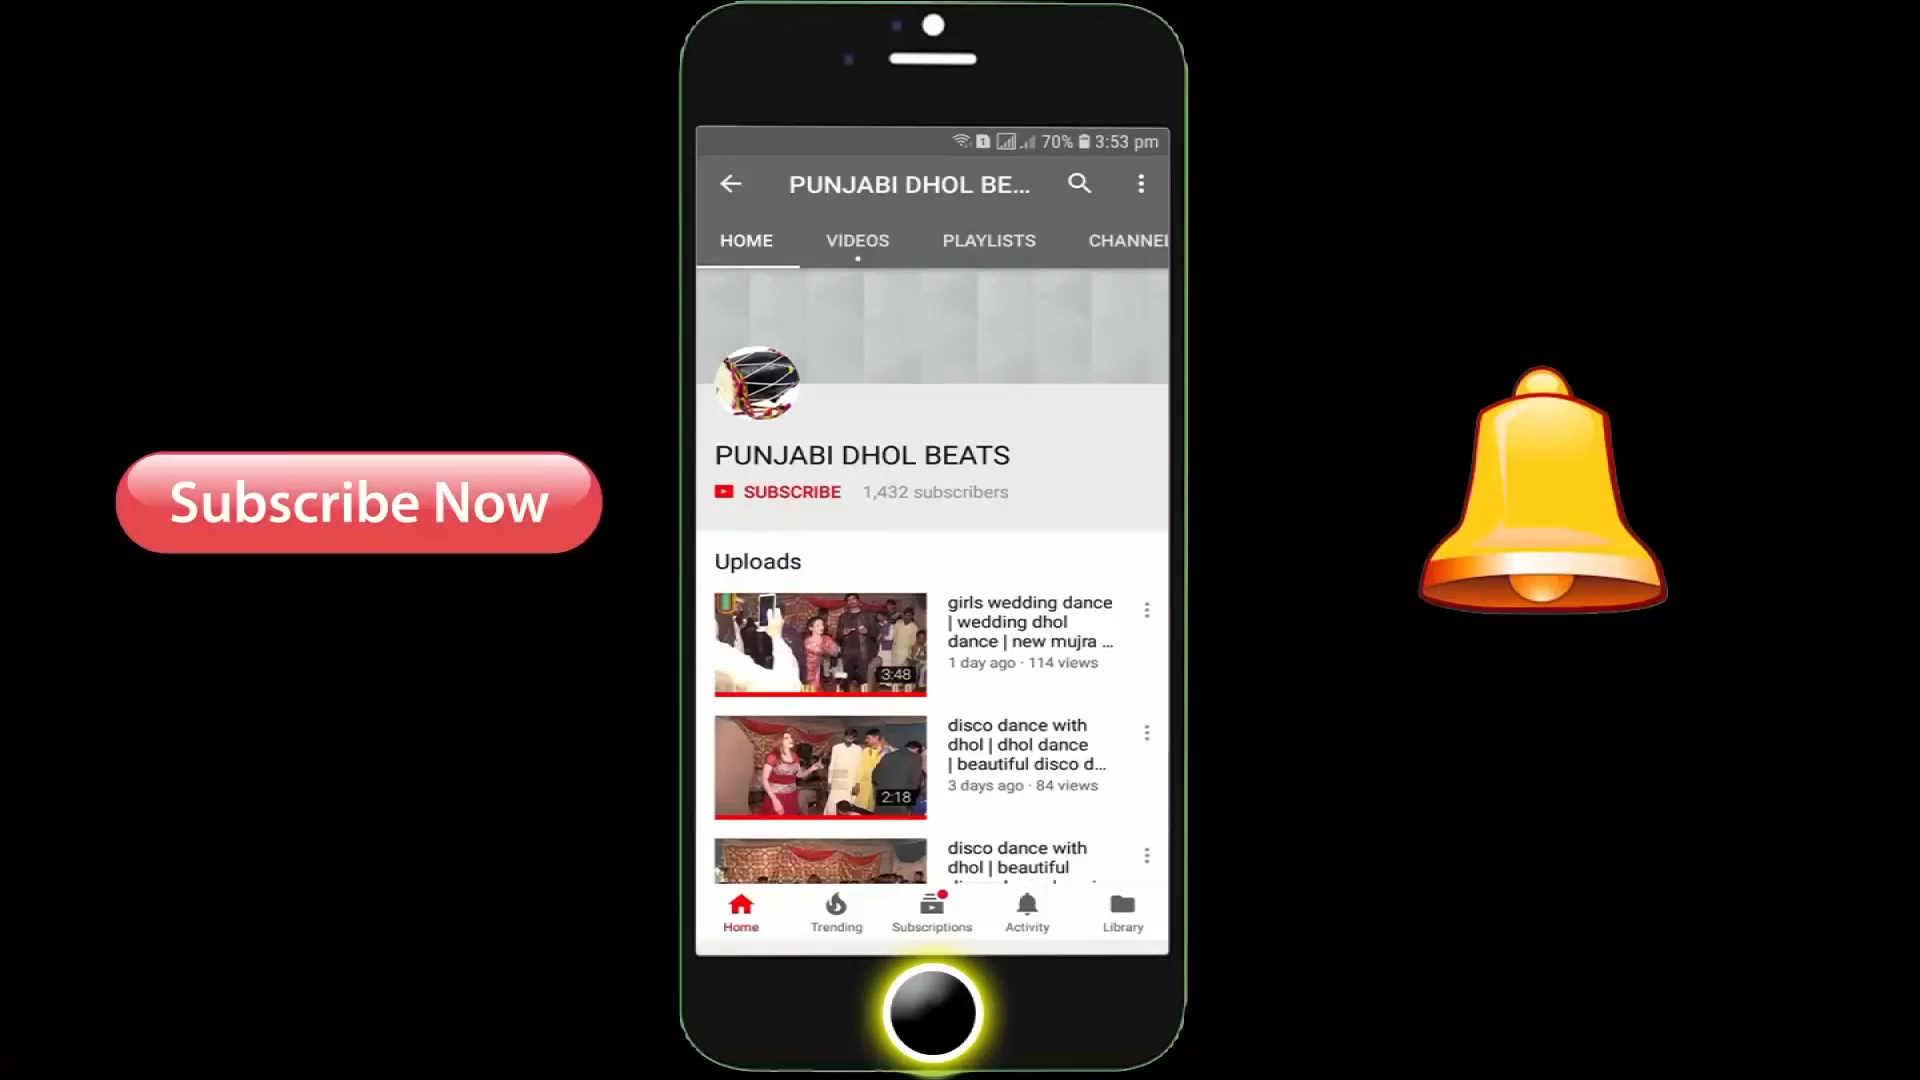 70% 3:53 pm
PUNJABI DHOL BE...
HOME VIDEOS PLAYLISTS CHANNEL
PUNJABI DHOL BEATS
SUBSCRIBE 1,432 subscribers
Subscribe Now
Uploads
girls wedding dance
| wedding dhol
dance | new mujra ...
1 day ago · 114 views
3:48
disco dance with
dhol | dhol dance
| beautiful disco d...
3 days ago · 84 views
2:18
disco dance with
dhol | beautiful
Home Trending Subscriptions Activity Library